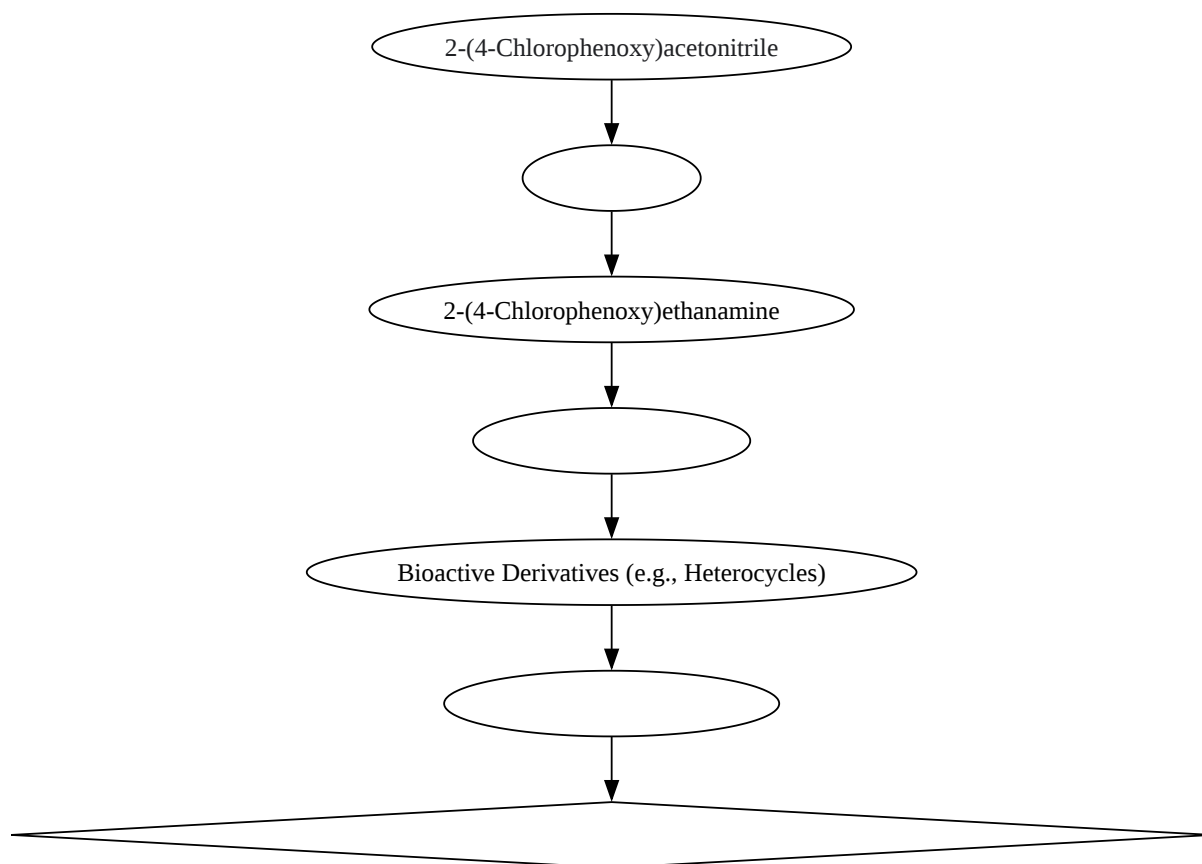 2-(4-Chlorophenoxy)acetonitrile
2-(4-Chlorophenoxy)ethanamine
Bioactive Derivatives (e.g., Heterocycles)